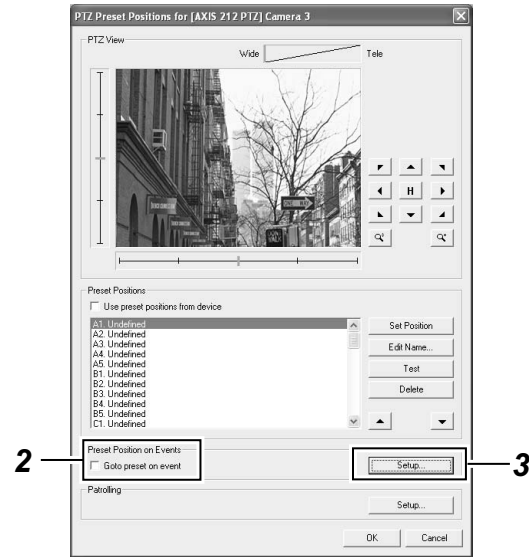 PTZ Preset Positions for [AXIS 212 PTZ] Camera 3
PTZ View
Wide
Tele
ONE WAY
H
Preset Positions
Use preset positions from device
A1. Undefined
A2. Undefined
A3. Undefined
A4. Undefined
A5. Undefined
B1. Undefined
B2. Undefined
B3. Undefined
B4. Undefined
B5. Undefined
C1. Undefined
Set Position
Edit Name...
Test
Delete
Preset Position on Events
2
Goto preset on event
Setup...
3
Patrolling
Setup...
OK
Cancel